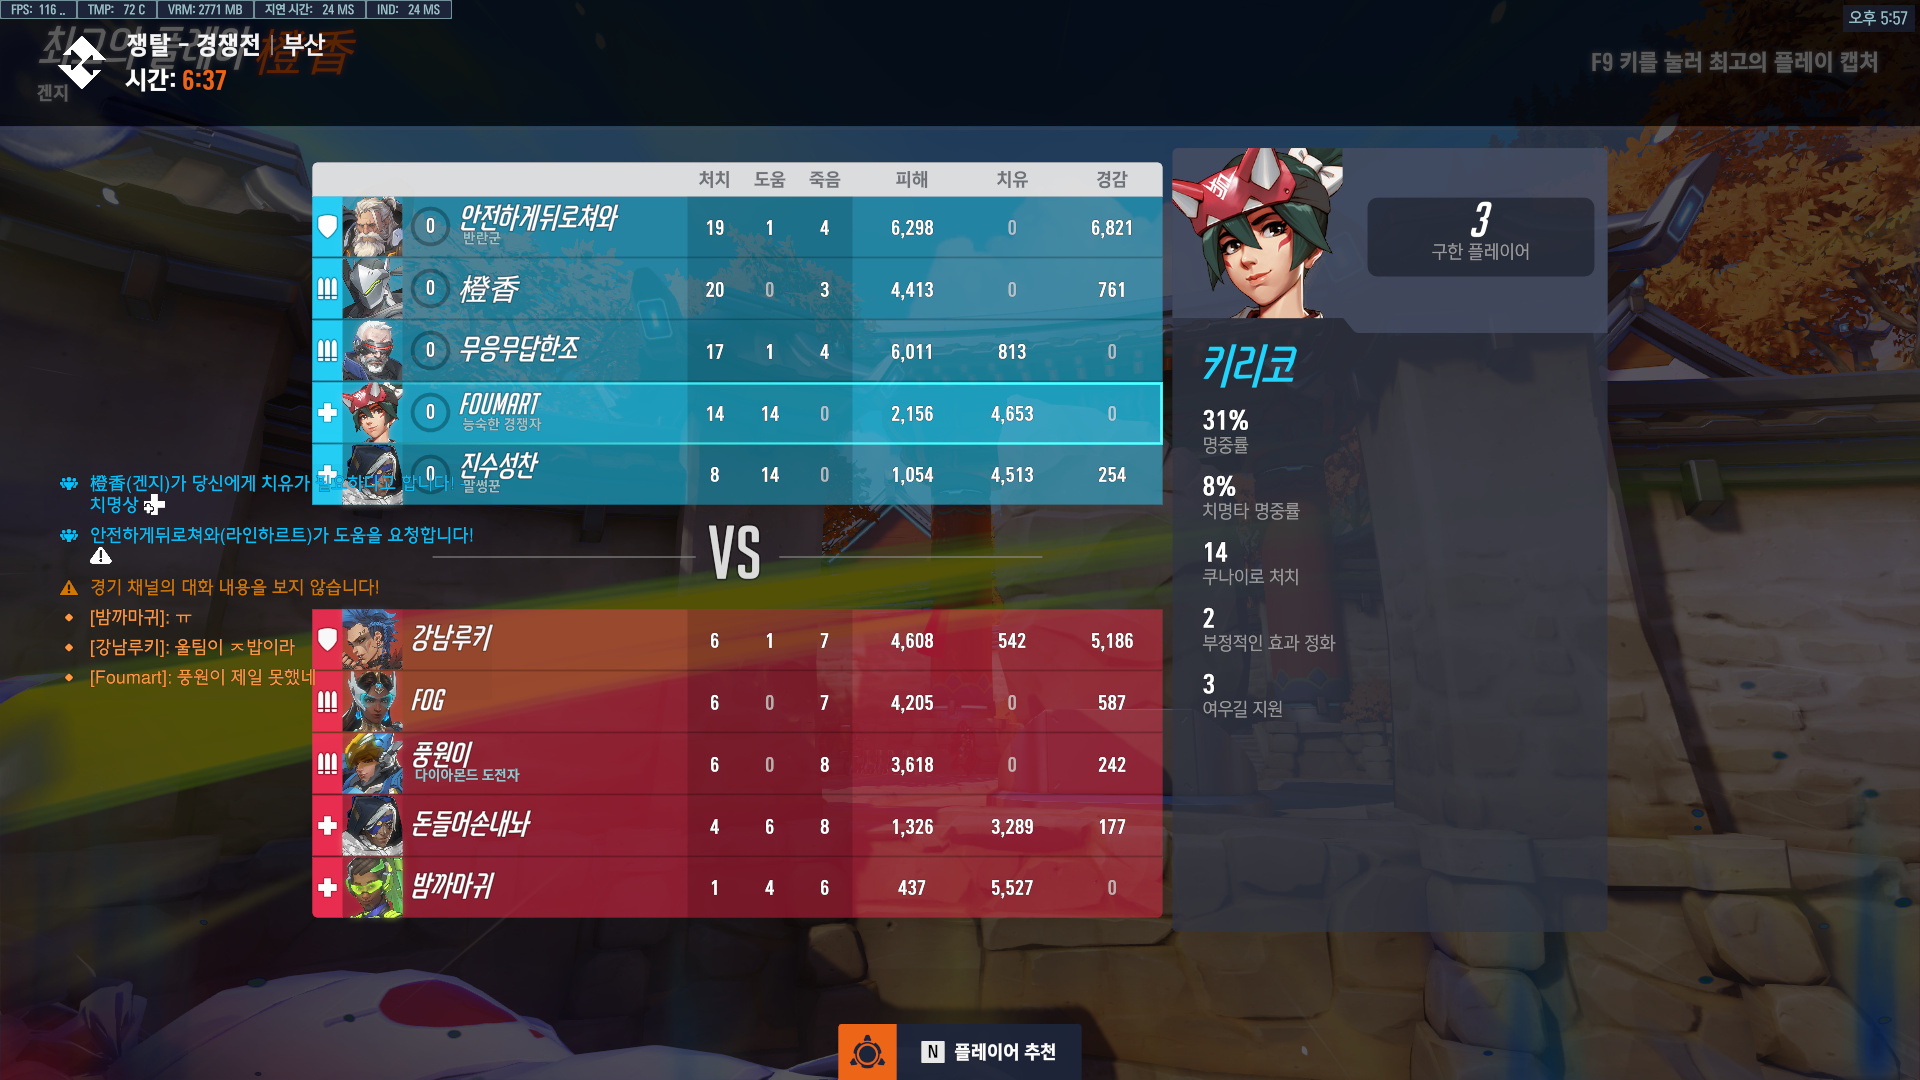 FPS: 116 .. TMP: 72 C VRM: 2771 MB 지연 시간: 24 MS IND: 24 MS
오후 5:57
최고의 플레이 橙香
쟁탈 - 경쟁전 | 부산
시간: 6:37
겐지
F9 키를 눌러 최고의 플레이 캡처
처치 도움 죽음 피해 치유 경감
0 안전하게뒤로쳐와 19 1 4 6,298 0 6,821
반란군
0 橙香 20 0 3 4,413 0 761
0 무응무답한조 17 1 4 6,011 813 0
0 FOUMART 14 14 0 2,156 4,653 0
능숙한 경쟁자
0 진수성찬 8 14 0 1,054 4,513 254
말썽꾼
橙香(겐지)가 당신에게 치유가 필요하다고 합니다!
치명상
안전하게뒤로쳐와(라인하르트)가 도움을 요청합니다!
VS
경기 채널의 대화 내용을 보지 않습니다!
[밤까마귀]: ㅠ
[강남루키]: 울팀이 ㅈ밥이라
[Foumart]: 풍원이 제일 못했네
강남루키 6 1 7 4,608 542 5,186
FOG 6 0 7 4,205 0 587
풍원이 6 0 8 3,618 0 242
다이아몬드 도전자
돈들어손내놔 4 6 8 1,326 3,289 177
밤까마귀 1 4 6 437 5,527 0
3
구한 플레이어
키리코
31%
명중률
8%
치명타 명중률
14
쿠나이로 처치
2
부정적인 효과 정화
3
여우길 지원
N 플레이어 추천